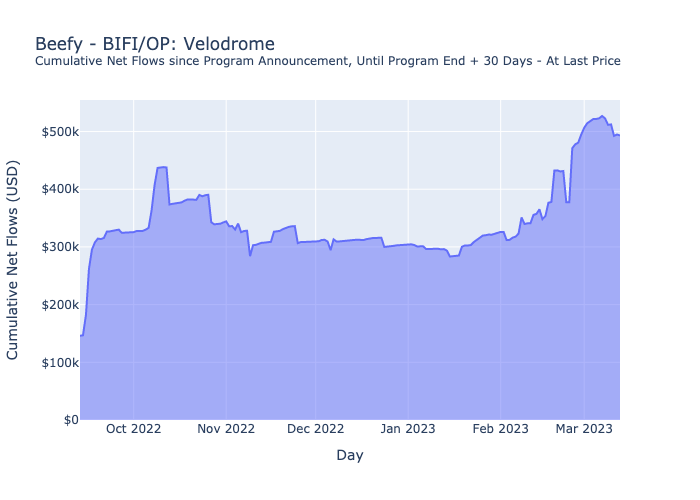 Beefy - BIFI/OP: Velodrome
Cumulative Net Flows since Program Announcement, Until Program End + 30 Days - At Last Price
Cumulative Net Flows (USD)
$500k
$400k
$300k
$200k
$100k
$0
Oct 2022
Nov 2022
Dec 2022
Jan 2023
Feb 2023
Mar 2023
Day